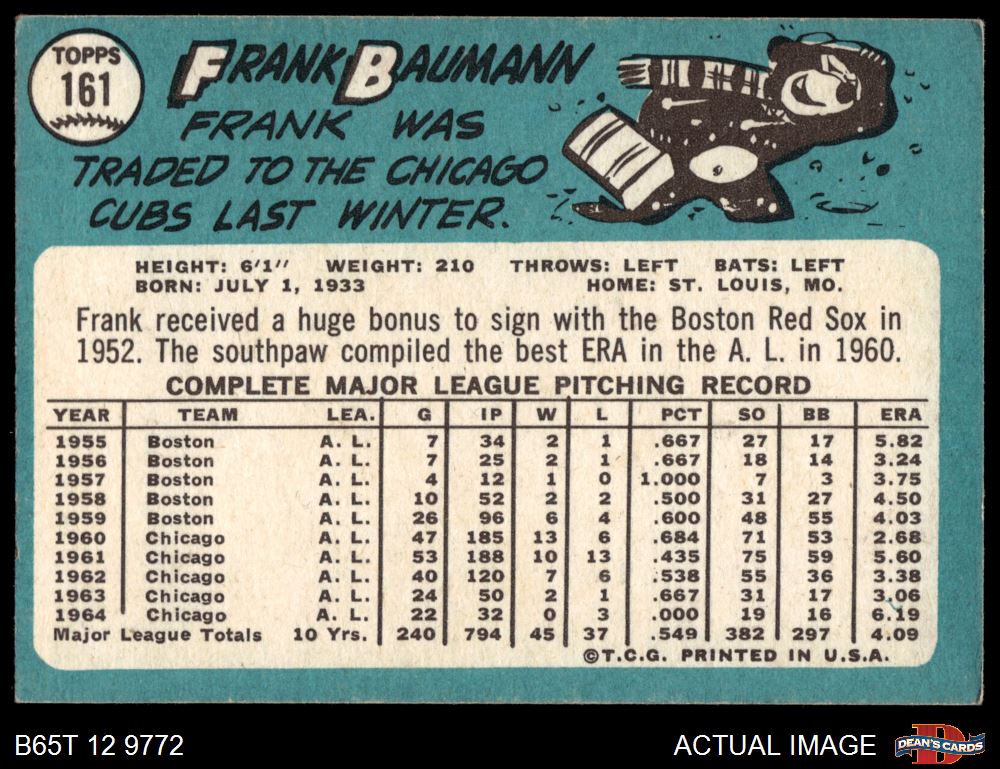 TOPPS
161
FRANK BAUMANN
FRANK WAS
TRADED TO THE CHICAGO
CUBS LAST WINTER.
HEIGHT: 6'1" WEIGHT: 210 THROWS: LEFT BATS: LEFT
BORN: JULY 1, 1933 HOME: ST. LOUIS, MO.
Frank received a huge bonus to sign with the Boston Red Sox in
1952. The southpaw compiled the best ERA in the A. L. in 1960.
COMPLETE MAJOR LEAGUE PITCHING RECORD
YEAR TEAM LEA. G IP W L PCT SO BB ERA
1955 Boston A. L. 7 34 2 1 .667 27 17 5.82
1956 Boston A. L. 7 25 2 1 .667 18 14 3.24
1957 Boston A. L. 4 12 1 0 1.000 7 3 3.75
1958 Boston A. L. 10 52 2 2 .500 31 27 4.50
1959 Boston A. L. 26 96 6 4 .600 48 55 4.03
1960 Chicago A. L. 47 185 13 6 .684 71 53 2.68
1961 Chicago A. L. 53 188 10 13 .435 75 59 5.60
1962 Chicago A. L. 40 120 7 6 .538 55 36 3.38
1963 Chicago A. L. 24 50 2 1 .667 31 17 3.06
1964 Chicago A. L. 22 32 0 3 .000 19 16 6.19
Major League Totals 10 Yrs. 240 794 45 37 .549 382 297 4.09
©T.C.G. PRINTED IN U.S.A.
B65T 12 9772
ACTUAL IMAGE
D
DEAN'S CARDS